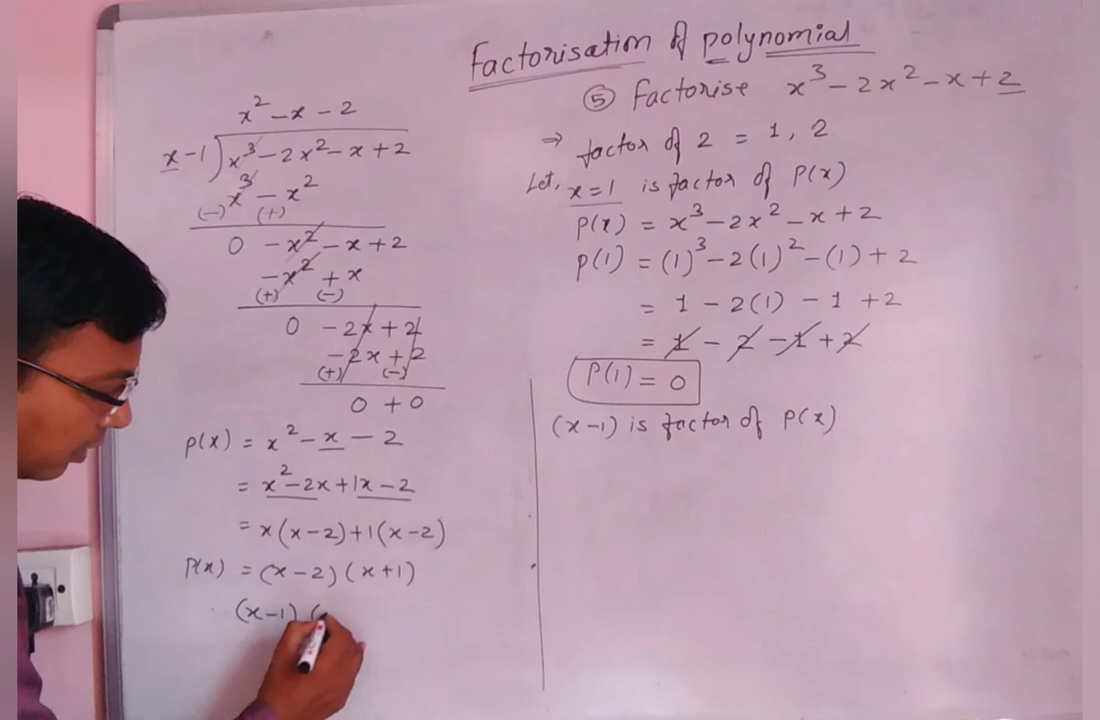 Factorisation of polynomial
⑤ Factorise x³ – 2x² – x + 2
⇒ factor of 2 = 1, 2
Let, x = 1 is factor of P(x)
P(x) = x³ – 2x² – x + 2
P(1) = (1)³ – 2(1)² – (1) + 2
= 1 – 2(1) – 1 + 2
= 1 – 2 – 1 + 2
P(1) = 0
(x – 1) is factor of P(x)
x² – x – 2
x – 1 ) x³ – 2x² – x + 2
x³ – x²
(–) (+)
0 – x² – x + 2
– x² + x
(+) (–)
0 – 2x + 2
– 2x + 2
(+) (–)
0 + 0
P(x) = x² – x – 2
= x² – 2x + 1x – 2
= x(x – 2) + 1(x – 2)
P(x) = (x – 2) (x + 1)
(x – 1) (